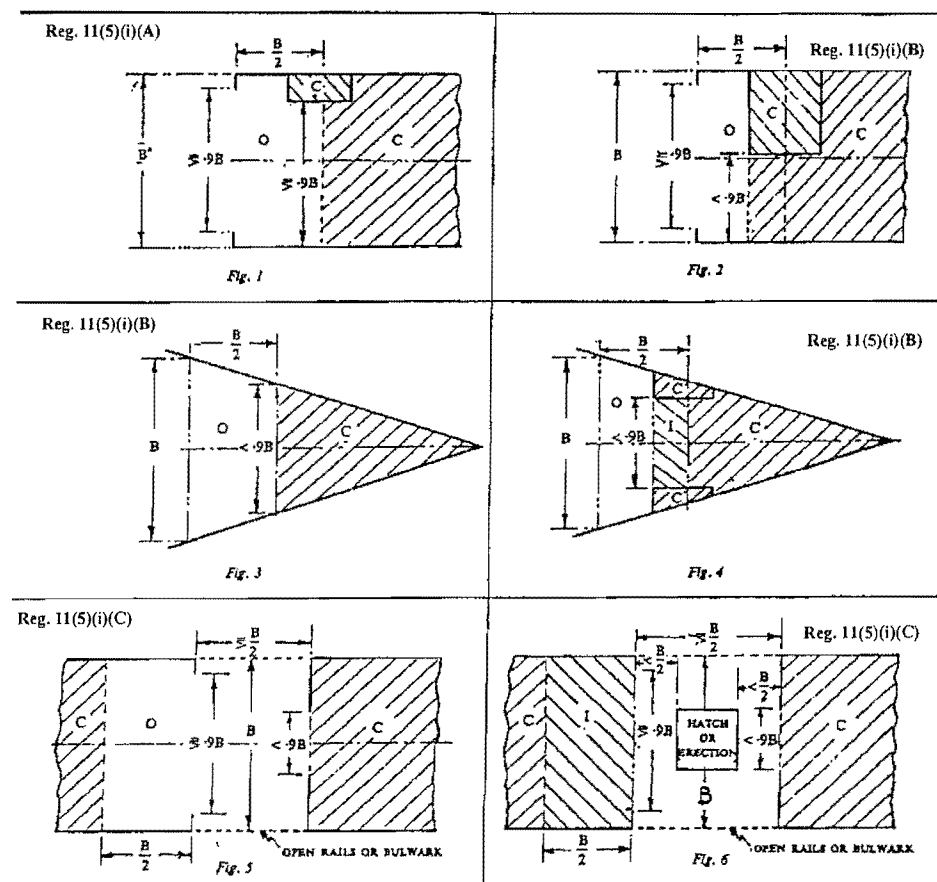 Reg. 11(5)(i)(A)
B
2
B
≥ ·9B
O
≥ ·9B
C
C
Fig. 1
Reg. 11(5)(i)(B)
B
2
B
≥ ·9B
O
< ·9B
C
C
Fig. 2
Reg. 11(5)(i)(B)
B
2
B
O
< ·9B
C
Fig. 3
Reg. 11(5)(i)(B)
B
2
B
O
< ·9B
C
I
C
C
Fig. 4
Reg. 11(5)(i)(C)
≥ B
2
C
O
≥ ·9B
B
< ·9B
C
B
2
OPEN RAILS OR BULWARK
Fig. 5
Reg. 11(5)(i)(C)
≥ B
2
< B
2
< B
2
C
I
≥ ·9B
HATCH
OR
ERECTION
< ·9B
C
B
B
2
OPEN RAILS OR BULWARK
Fig. 6